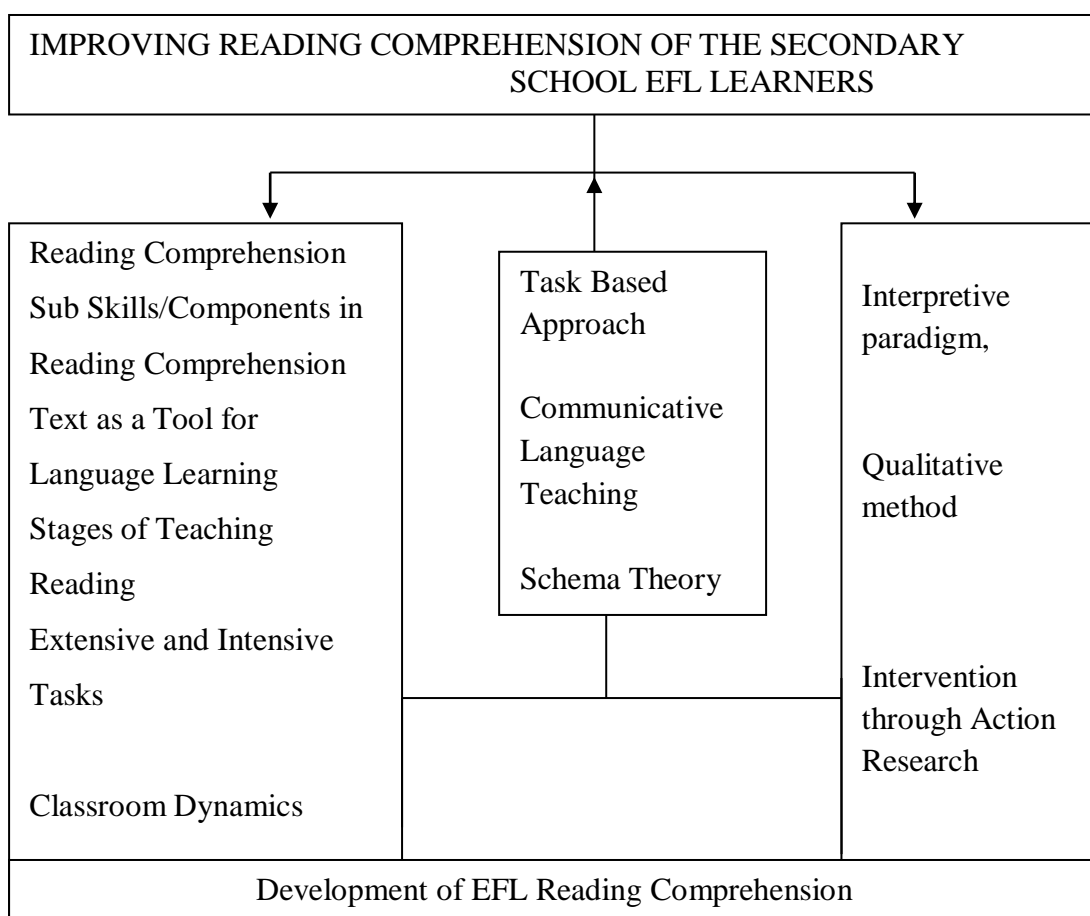 IMPROVING READING COMPREHENSION OF THE SECONDARY
SCHOOL EFL LEARNERS
Reading Comprehension
Sub Skills/Components in
Reading Comprehension
Text as a Tool for
Language Learning
Stages of Teaching
Reading
Extensive and Intensive
Tasks
Classroom Dynamics
Task Based
Approach
Communicative
Language
Teaching
Schema Theory
Interpretive
paradigm,
Qualitative
method
Intervention
through Action
Research
Development of EFL Reading Comprehension